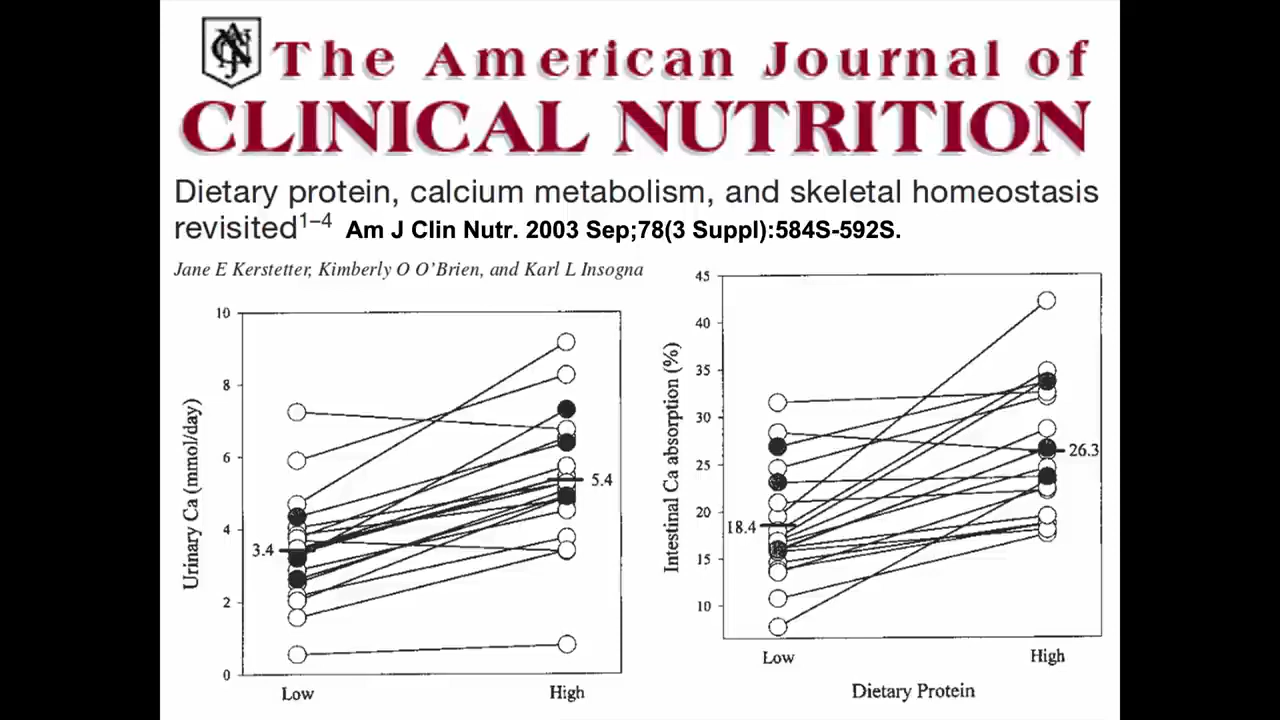 The American Journal of
CLINICAL NUTRITION
Dietary protein, calcium metabolism, and skeletal homeostasis
revisited¹⁻⁴ Am J Clin Nutr. 2003 Sep;78(3 Suppl):584S-592S.
Jane E Kerstetter, Kimberly O O'Brien, and Karl L Insogna
Urinary Ca (mmol/day)
10
8
6
4
2
0
3.4
5.4
Low
High
Intestinal Ca absorption (%)
45
40
35
30
25
20
15
10
18.4
26.3
Low
High
Dietary Protein